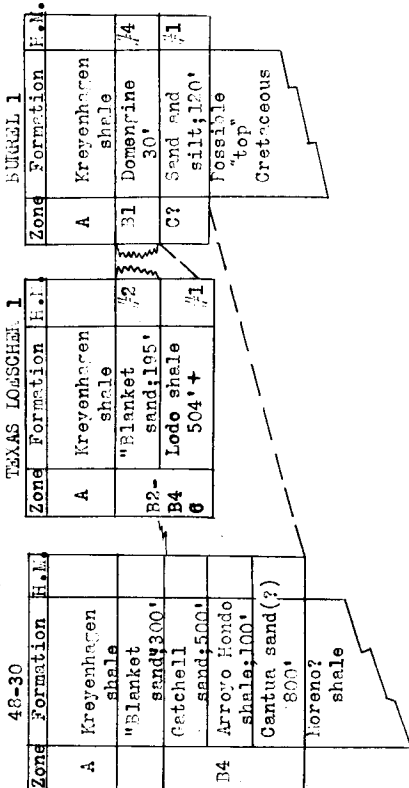 48-30
Zone Formation H.M.
A Kreyenhagen
shale
"Blanket
sand;300'
Gatchell
sand;500'
B4 Arroyo Hondo
shale;100'
Cantua sand(?)
800'
Moreno?
shale
TEXAS LOESCHER 1
Zone Formation H.M.
A Kreyenhagen
shale
"Blanket #2
sand;195'
B2-
B4 Lodo shale #1
504'+
BURREL 1
Zone Formation H.M.
A Kreyenhagen
shale
B1 Domengine #4
30'
C? Sand and #1
silt;120'
Possible
"top"
Cretaceous